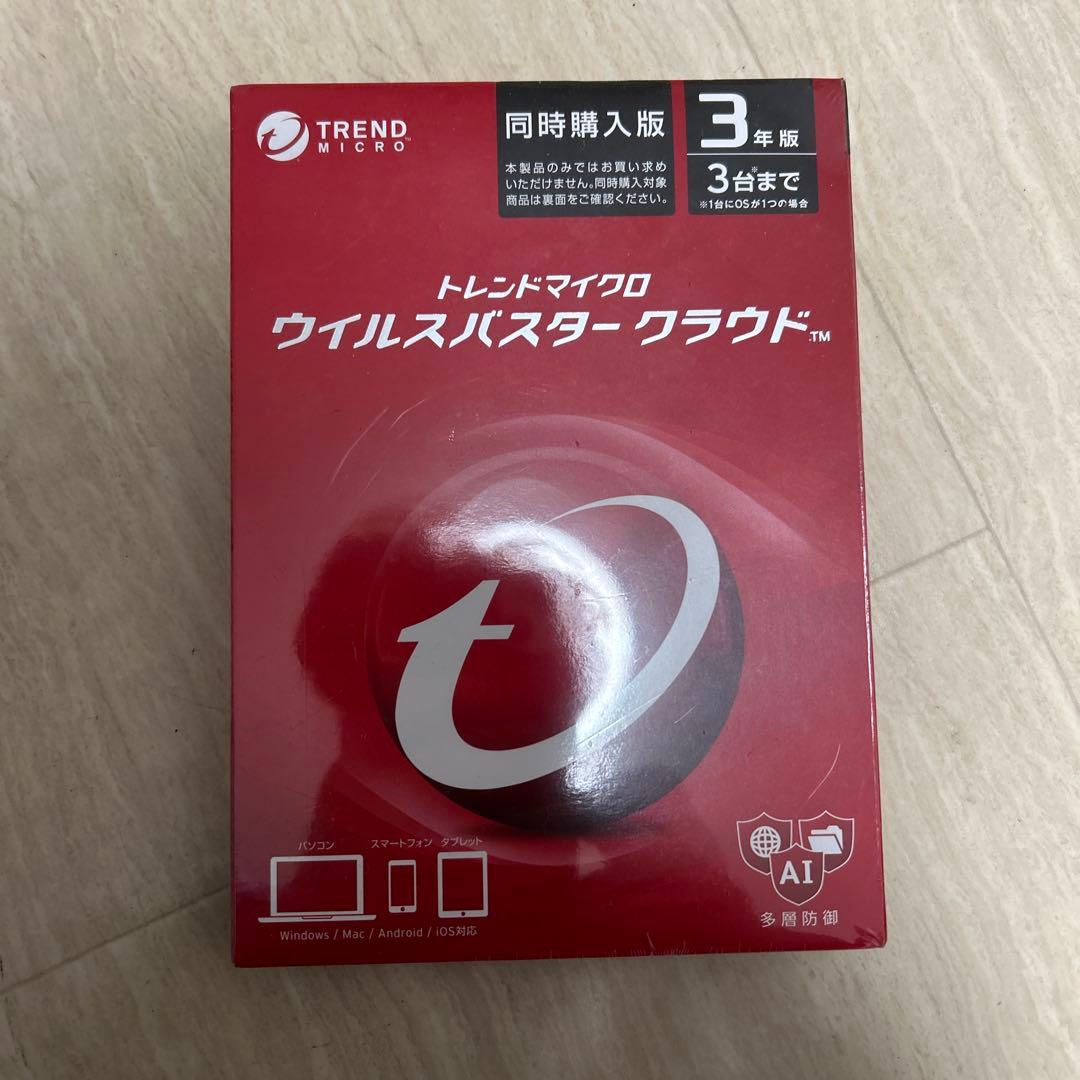 TREND
MICRO™
同時購入版
本製品のみではお買い求め
いただけません。同時購入対象
商品は裏面をご確認ください。
3年版
3台※まで
※1台にOSが1つの場合
トレンドマイクロ
ウイルスバスター クラウド™
パソコン スマートフォン タブレット
Windows / Mac / Android / iOS対応
AI
多層防御